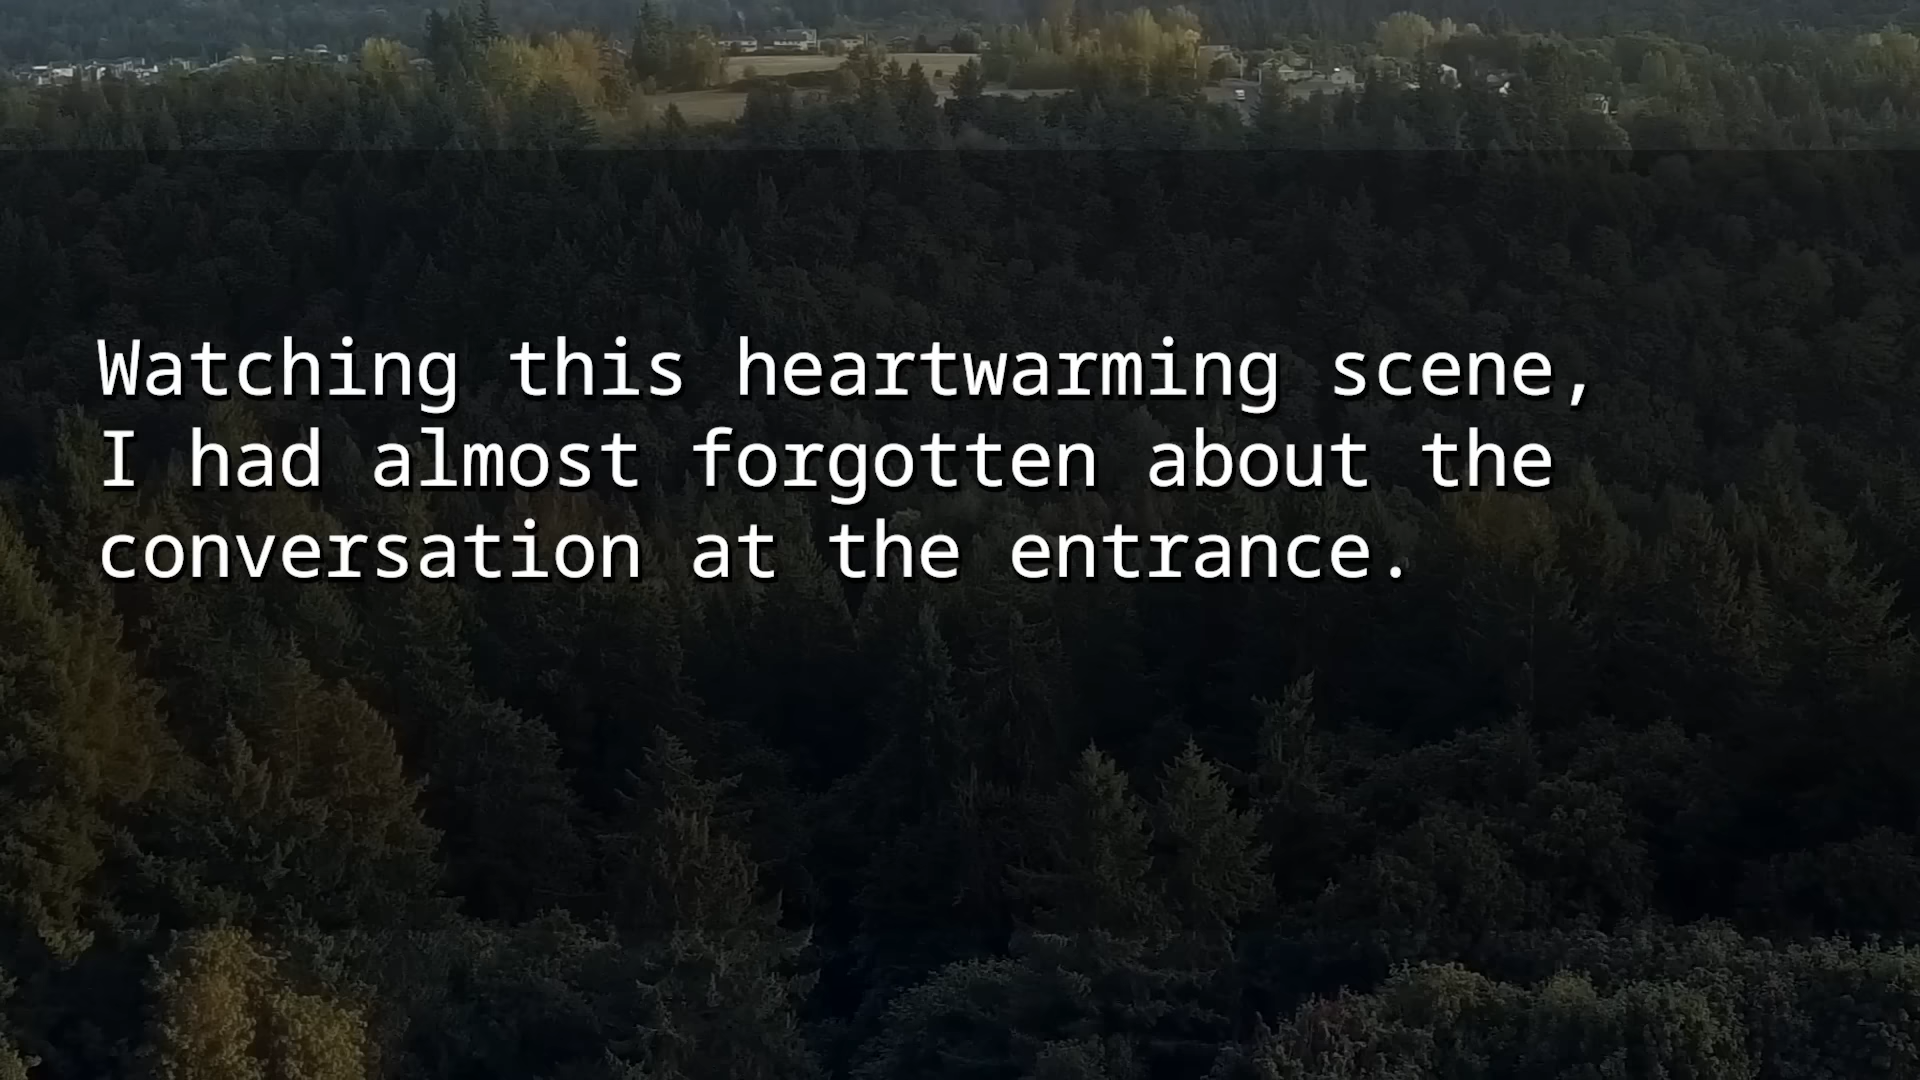 Watching this heartwarming scene,
I had almost forgotten about the
conversation at the entrance.